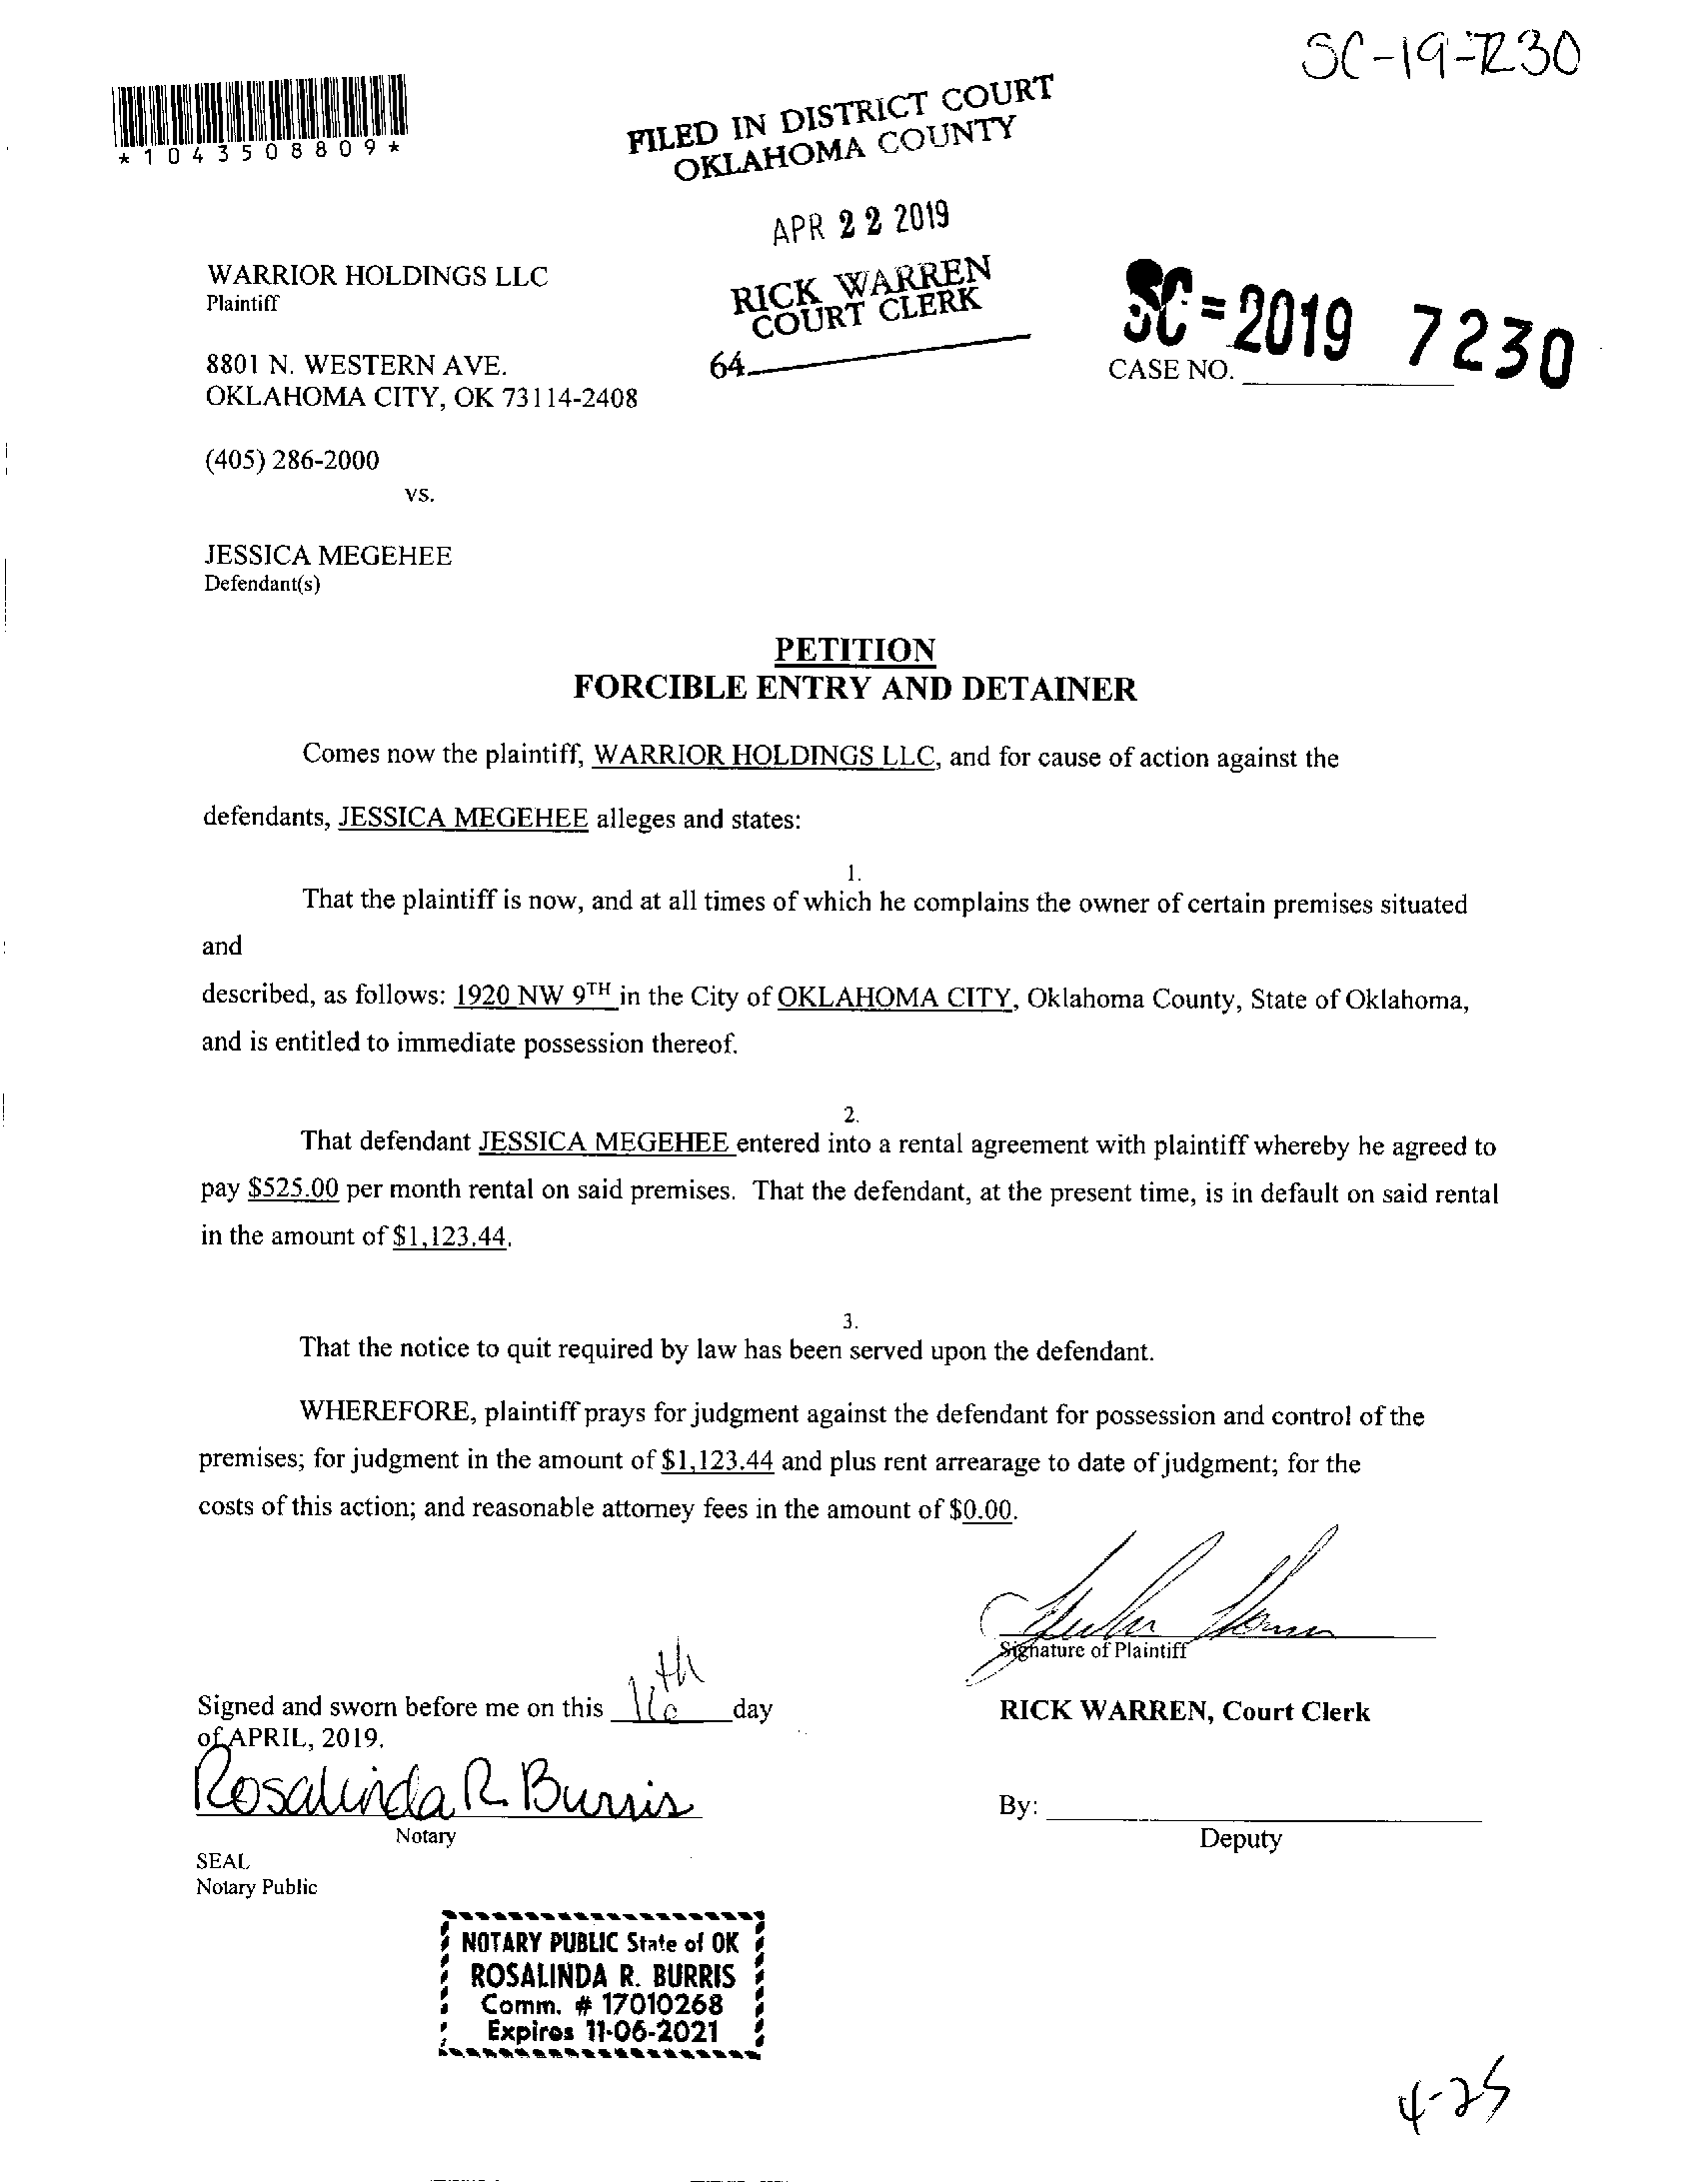 SC-19-7230
*1043508809*
FILED IN DISTRICT COURT
OKLAHOMA COUNTY
APR 22 2019
RICK WARREN
COURT CLERK
64
WARRIOR HOLDINGS LLC
Plaintiff
SC-2019 7230
CASE NO.
8801 N. WESTERN AVE.
OKLAHOMA CITY, OK 73114-2408
(405) 286-2000
vs.
JESSICA MEGEHEE
Defendant(s)
PETITION
FORCIBLE ENTRY AND DETAINER
Comes now the plaintiff, WARRIOR HOLDINGS LLC, and for cause of action against the
defendants, JESSICA MEGEHEE alleges and states:
1.
That the plaintiff is now, and at all times of which he complains the owner of certain premises situated
and
described, as follows: 1920 NW 9TH in the City of OKLAHOMA CITY, Oklahoma County, State of Oklahoma,
and is entitled to immediate possession thereof.
2.
That defendant JESSICA MEGEHEE entered into a rental agreement with plaintiff whereby he agreed to
pay $525.00 per month rental on said premises. That the defendant, at the present time, is in default on said rental
in the amount of $1,123.44.
3.
That the notice to quit required by law has been served upon the defendant.
WHEREFORE, plaintiff prays for judgment against the defendant for possession and control of the
premises; for judgment in the amount of $1,123.44 and plus rent arrearage to date of judgment; for the
costs of this action; and reasonable attorney fees in the amount of $0.00.
Signature of Plaintiff
Signed and sworn before me on this 16th day
of APRIL, 2019.
RICK WARREN, Court Clerk
Rosalinda R. Burris
Notary
By:
Deputy
SEAL
Notary Public
NOTARY PUBLIC State of OK
ROSALINDA R. BURRIS
Comm. # 17010268
Expires 11-06-2021
4-25